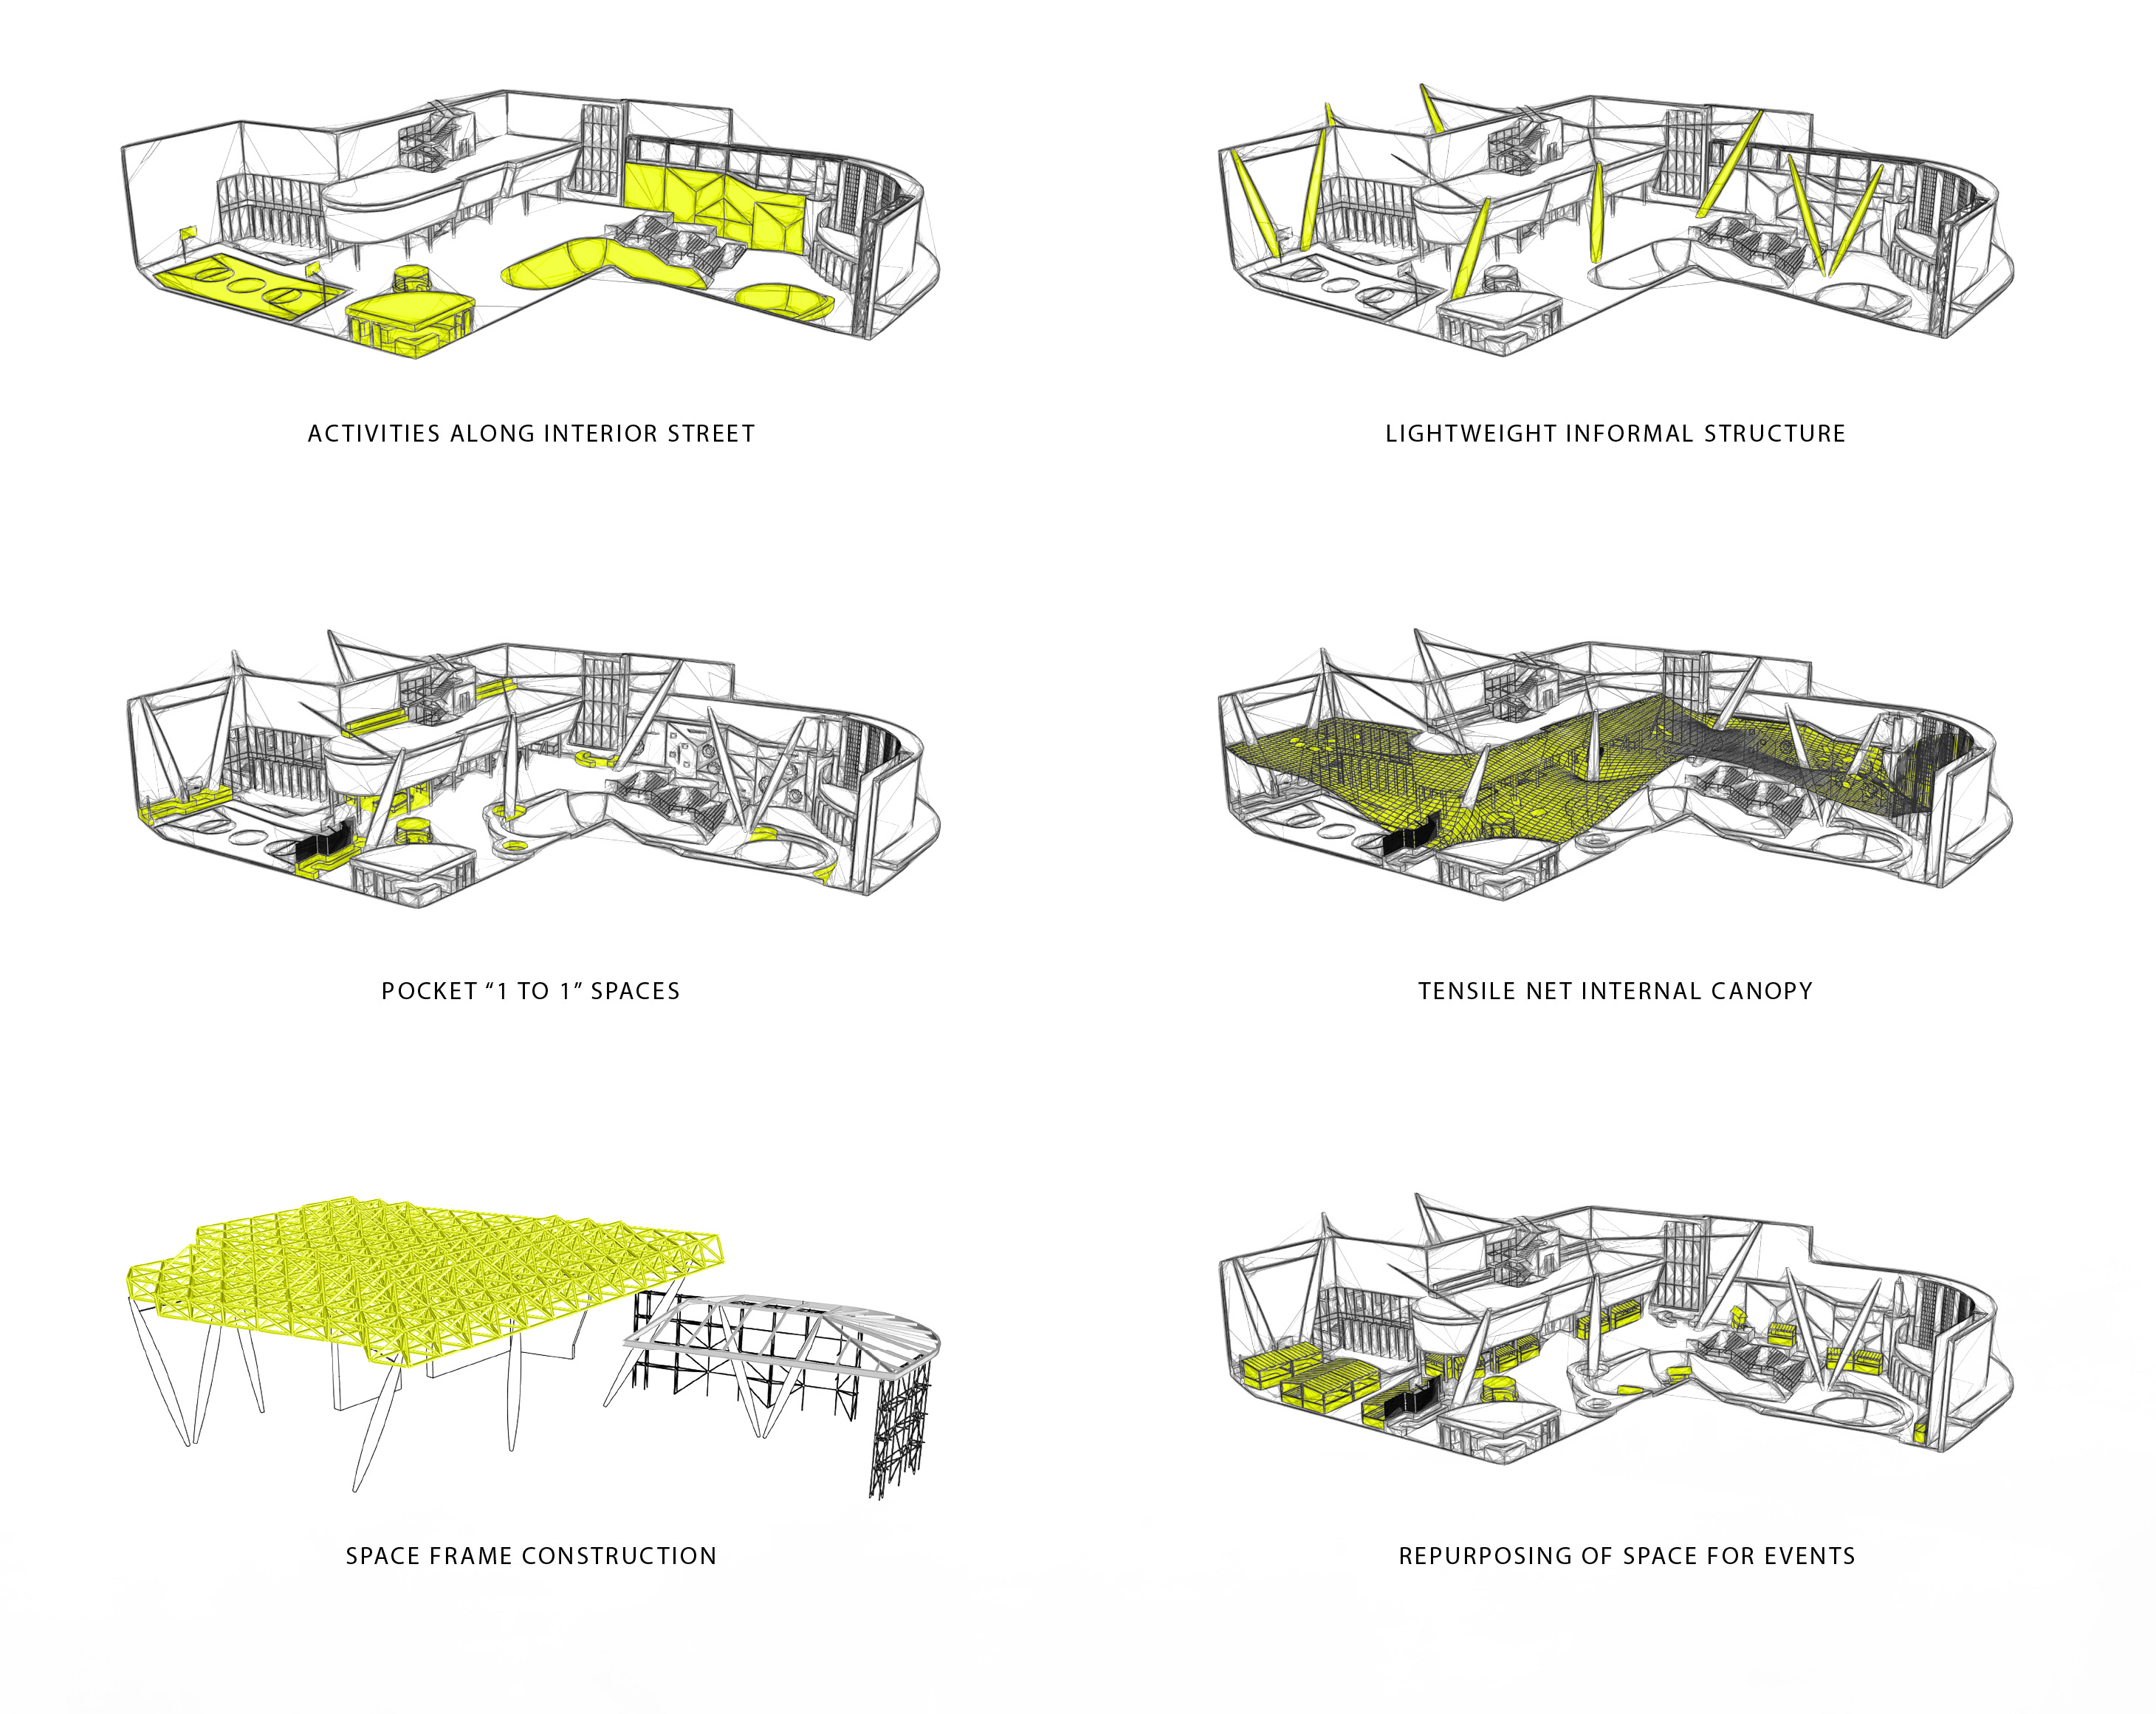 ACTIVITIES ALONG INTERIOR STREET
LIGHTWEIGHT INFORMAL STRUCTURE
POCKET “1 TO 1” SPACES
TENSILE NET INTERNAL CANOPY
SPACE FRAME CONSTRUCTION
REPURPOSING OF SPACE FOR EVENTS